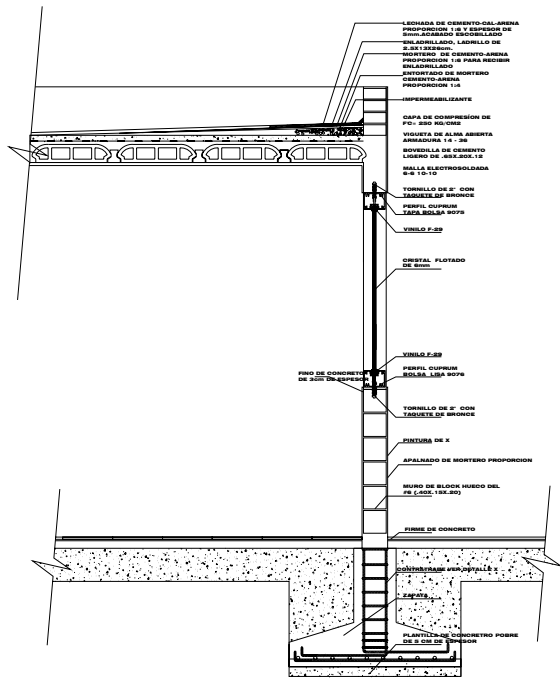 LECHADA DE CEMENTO-CAL-ARENA
PROPORCION 1:6 Y ESPESOR DE
5mm.ACABADO ESCOBILLADO
ENLADRILLADO, LADRILLO DE
2.5X13X26cm.
MORTERO DE CEMENTO-ARENA
PROPORCION 1:6 PARA RECIBIR
ENLADRILLADO
ENTORTADO DE MORTERO
CEMENTO-ARENA
PROPORCION 1:4
IMPERMEABILIZANTE
CAPA DE COMPRESIÓN DE
FC= 250 KG/CM2
VIGUETA DE ALMA ABIERTA
ARMADURA 14 - 36
BOVEDILLA DE CEMENTO
LIGERO DE .65X.20X.12
MALLA ELECTROSOLDADA
6-6 10-10
TORNILLO DE 2" CON
TAQUETE DE BRONCE
PERFIL CUPRUM
TAPA BOLSA 9075
VINILO F-29
CRISTAL FLOTADO
DE 6mm
VINILO F-29
FINO DE CONCRETO
DE 3cm DE ESPESOR
PERFIL CUPRUM
BOLSA LISA 9076
TORNILLO DE 2" CON
TAQUETE DE BRONCE
PINTURA DE X
APALNADO DE MORTERO PROPORCION
MURO DE BLOCK HUECO DEL
#6 (.40X.15X.20)
FIRME DE CONCRETO
CONTRATRABE VER DETALLE X
ZAPATA
PLANTILLA DE CONCRETRO POBRE
DE 5 CM DE ESPESOR